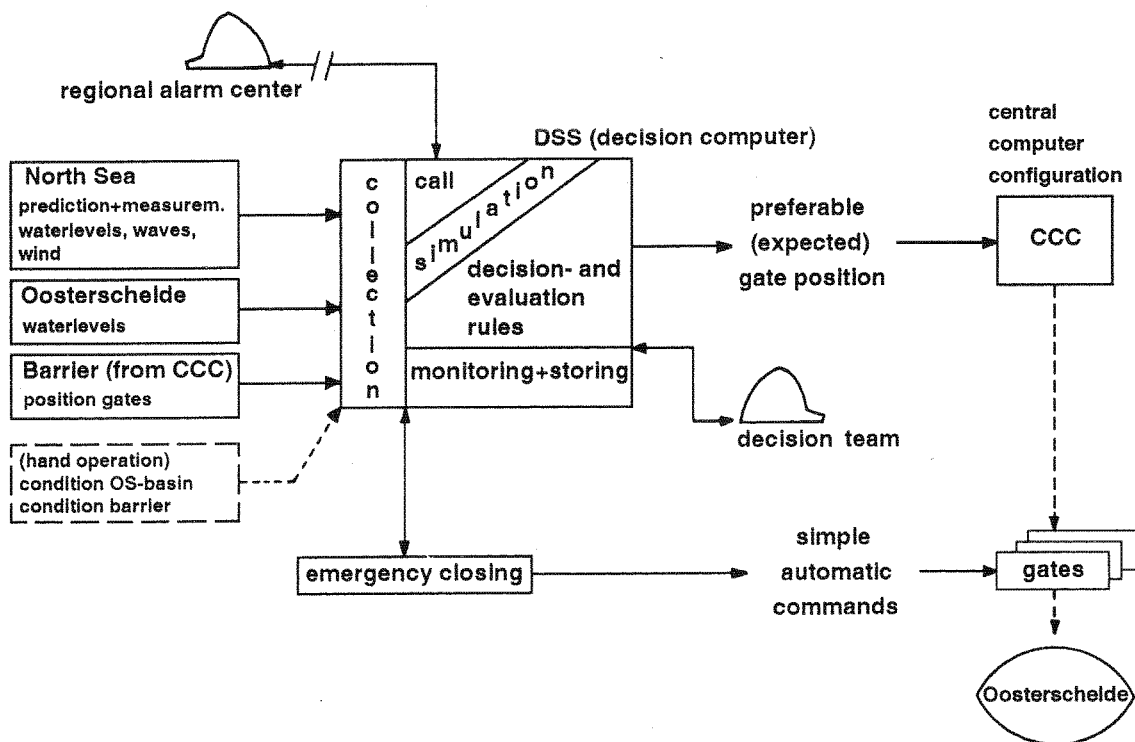 regional alarm center
DSS (decision computer)
central
computer
configuration
North Sea
prediction+measurem.
waterlevels, waves,
wind
Oosterschelde
waterlevels
Barrier (from CCC)
position gates
(hand operation)
condition OS-basin
condition barrier
collection
call
simulation
decision- and
evaluation
rules
monitoring+storing
preferable
(expected)
gate position
CCC
decision team
emergency closing
simple
automatic
commands
gates
Oosterschelde